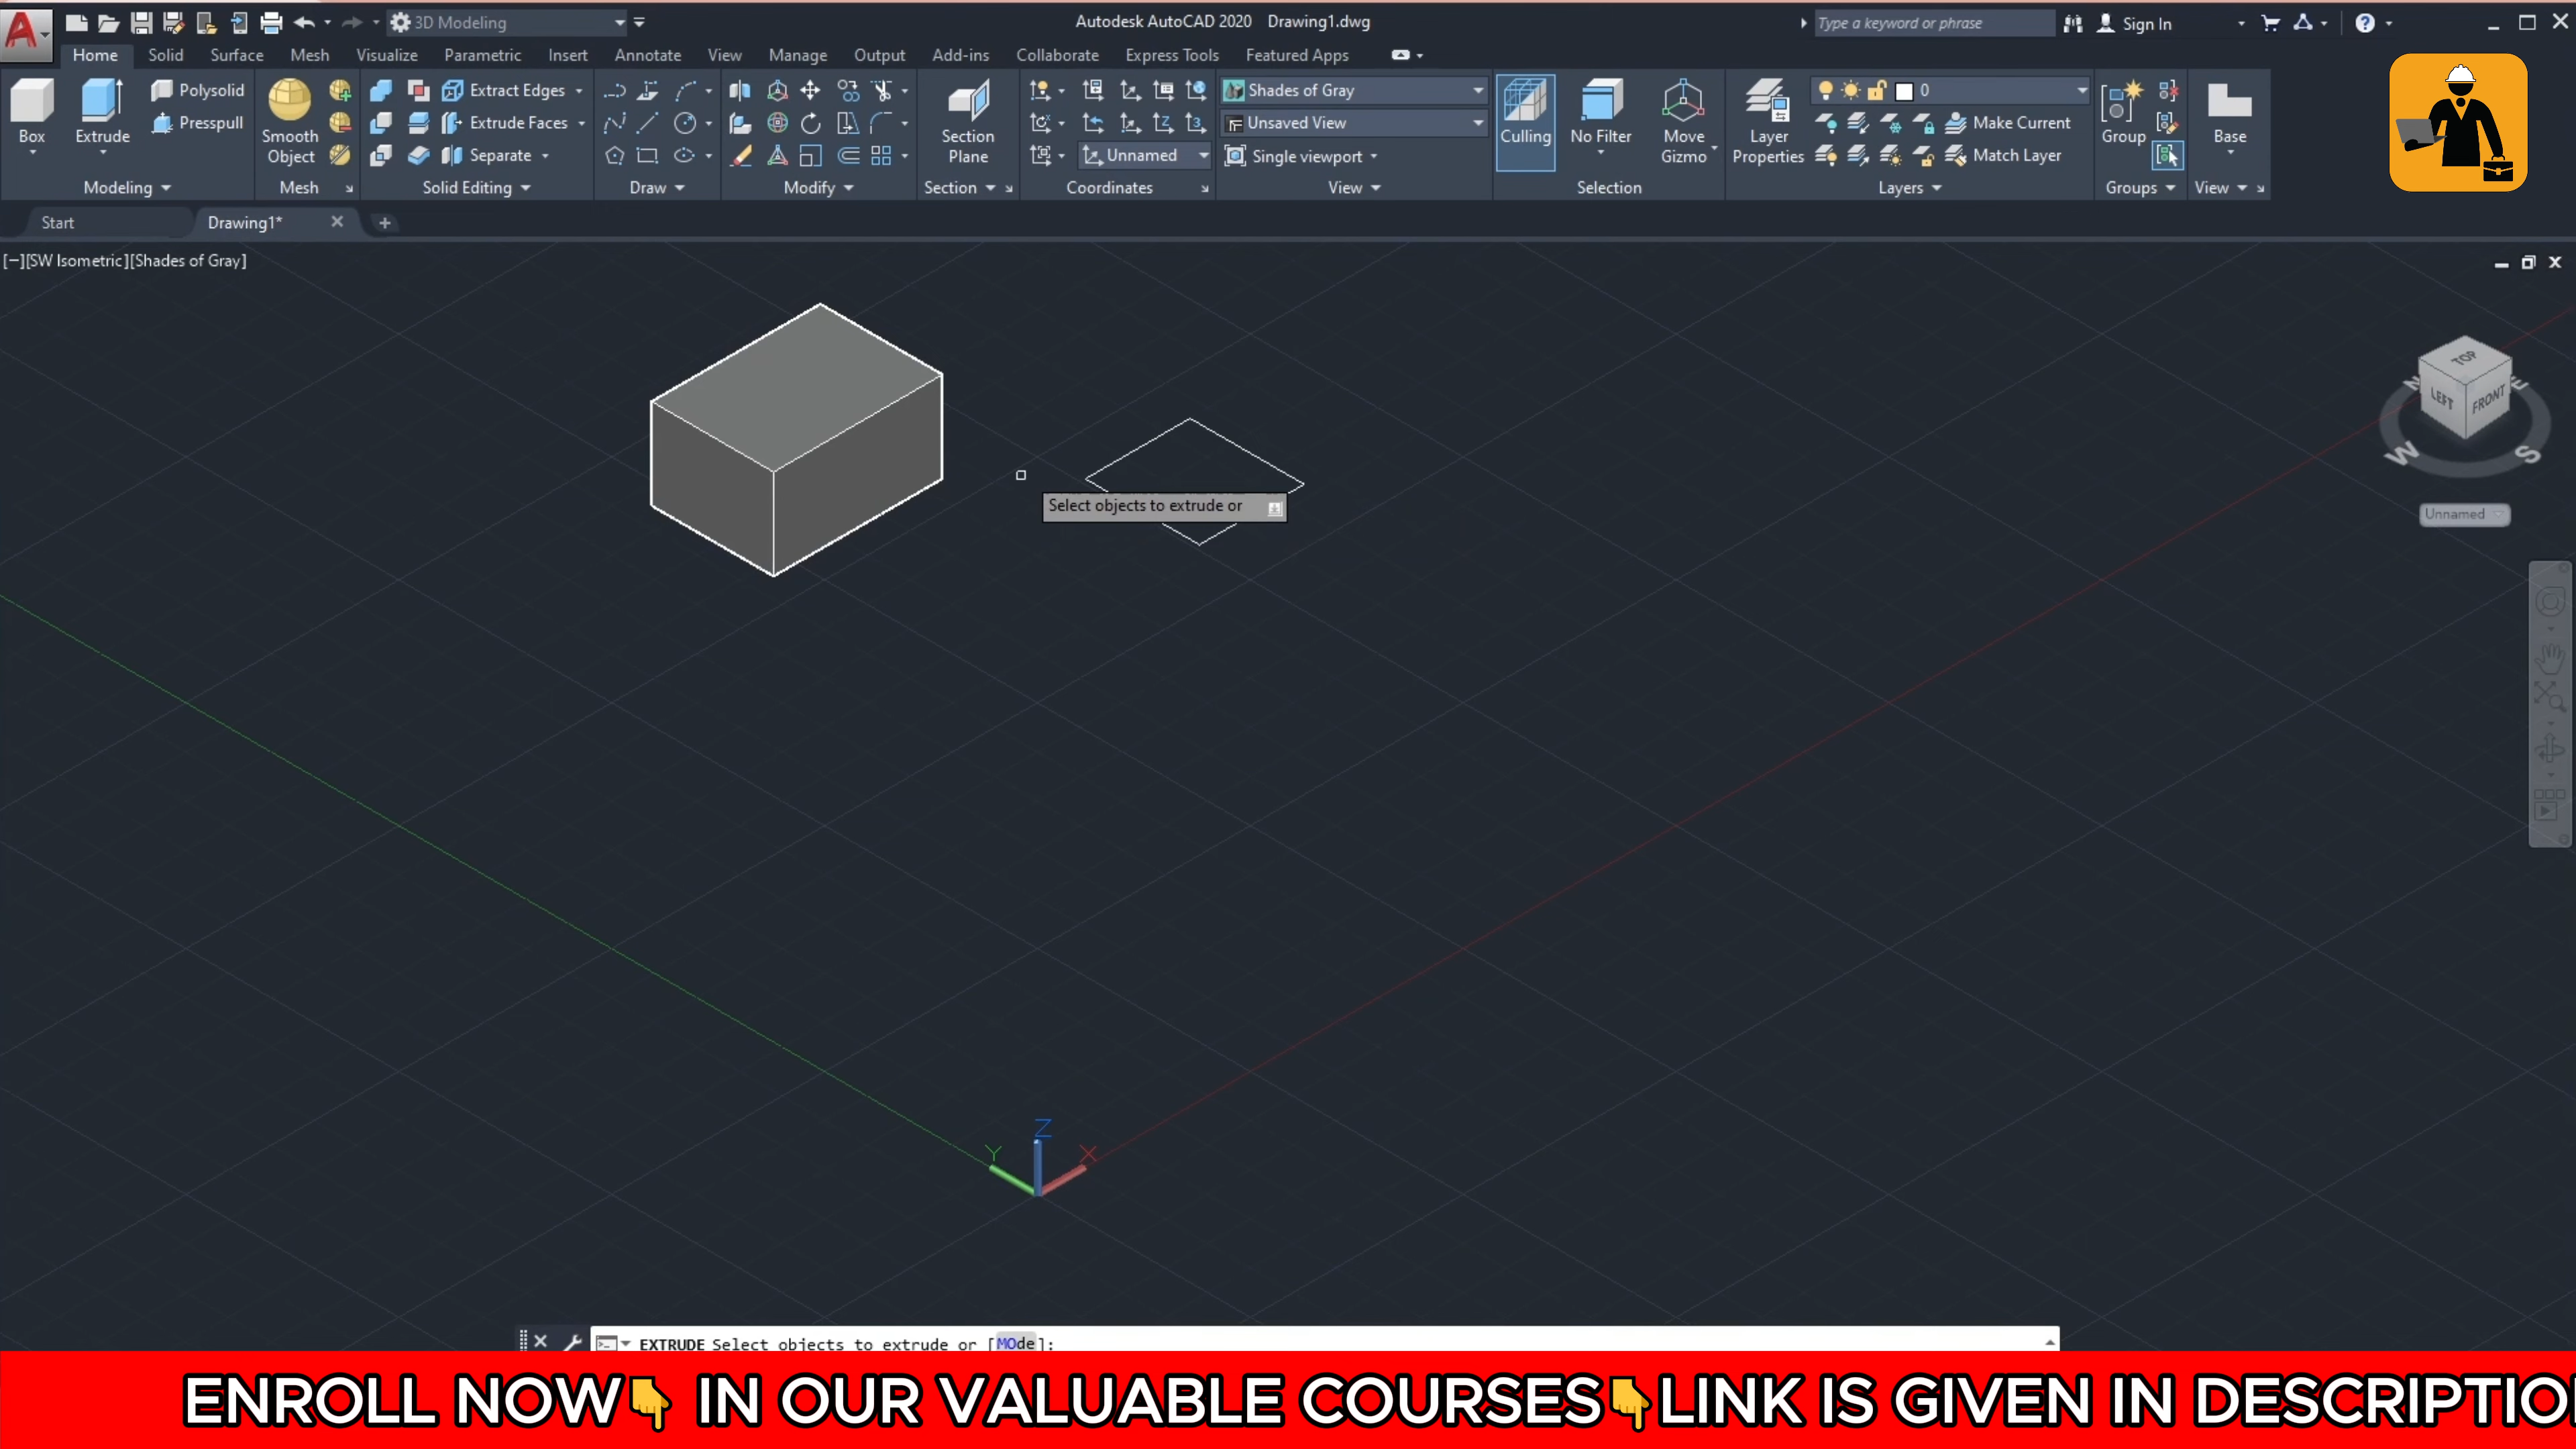 3D Modeling
Autodesk AutoCAD 2020 Drawing1.dwg
Type a keyword or phrase
Sign In
Home Solid Surface Mesh Visualize Parametric Insert Annotate View Manage Output Add-ins Collaborate Express Tools Featured Apps
Box
Extrude
Polysolid
Presspull
Smooth Object
Extract Edges
Extrude Faces
Separate
Section Plane
Unnamed
Shades of Gray
Unsaved View
Single viewport
Culling
No Filter
Move Gizmo
Layer Properties
0
Make Current
Match Layer
Group
Base
Modeling Mesh Solid Editing Draw Modify Section Coordinates View Selection Layers Groups View
Start Drawing1*
[−][SW Isometric][Shades of Gray]
TOP
LEFT
FRONT
N
E
W
S
Unnamed
Select objects to extrude or
Z
Y
X
EXTRUDE Select objects to extrude or [MOde]:
ENROLL NOW👇 IN OUR VALUABLE COURSES👇LINK IS GIVEN IN DESCRIPTIO